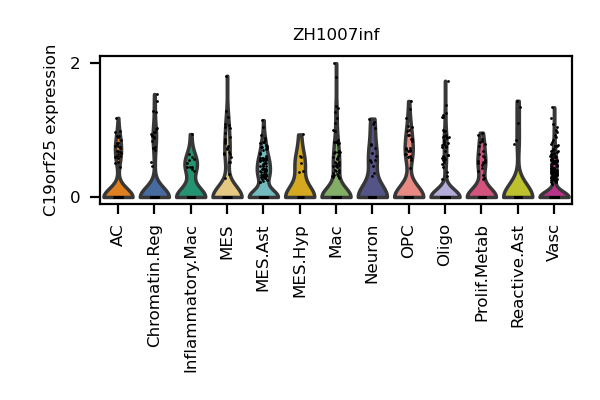 ZH1007inf
C19orf25 expression
2
0
AC
Chromatin.Reg
Inflammatory.Mac
MES
MES.Ast
MES.Hyp
Mac
Neuron
OPC
Oligo
Prolif.Metab
Reactive.Ast
Vasc